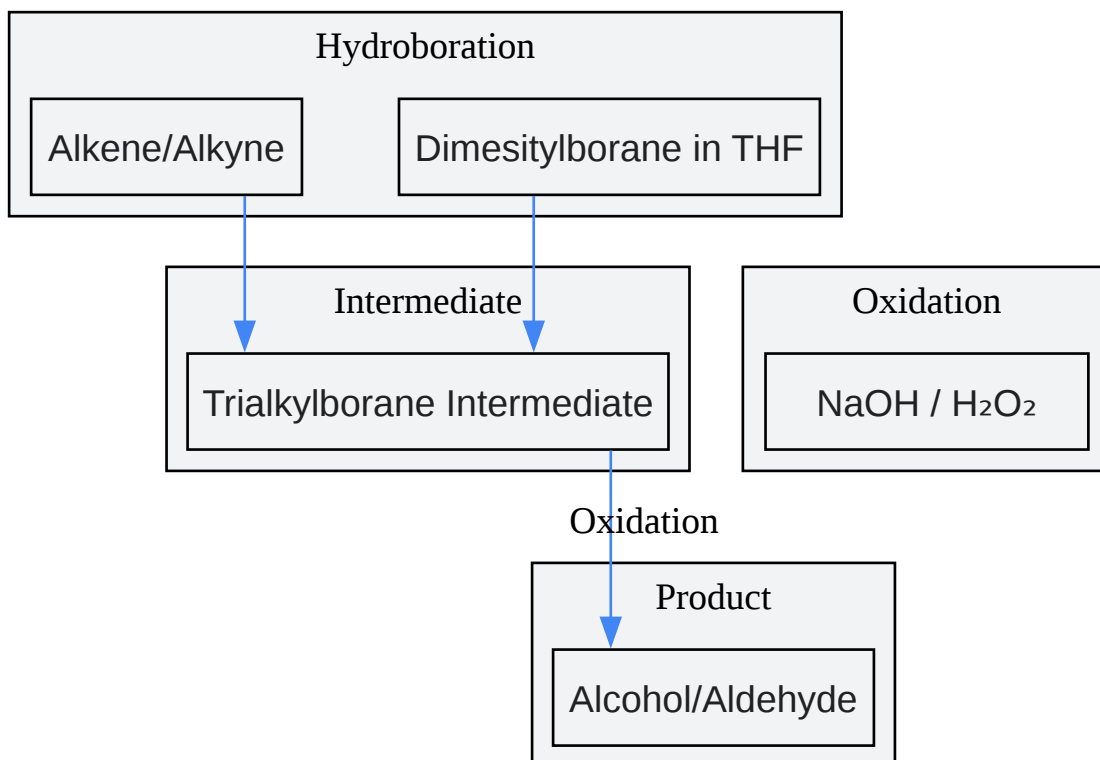 Hydroboration
Alkene/Alkyne
Dimesitylborane in THF
Intermediate
Trialkylborane Intermediate
Oxidation
NaOH / H₂O₂
Oxidation
Product
Alcohol/Aldehyde